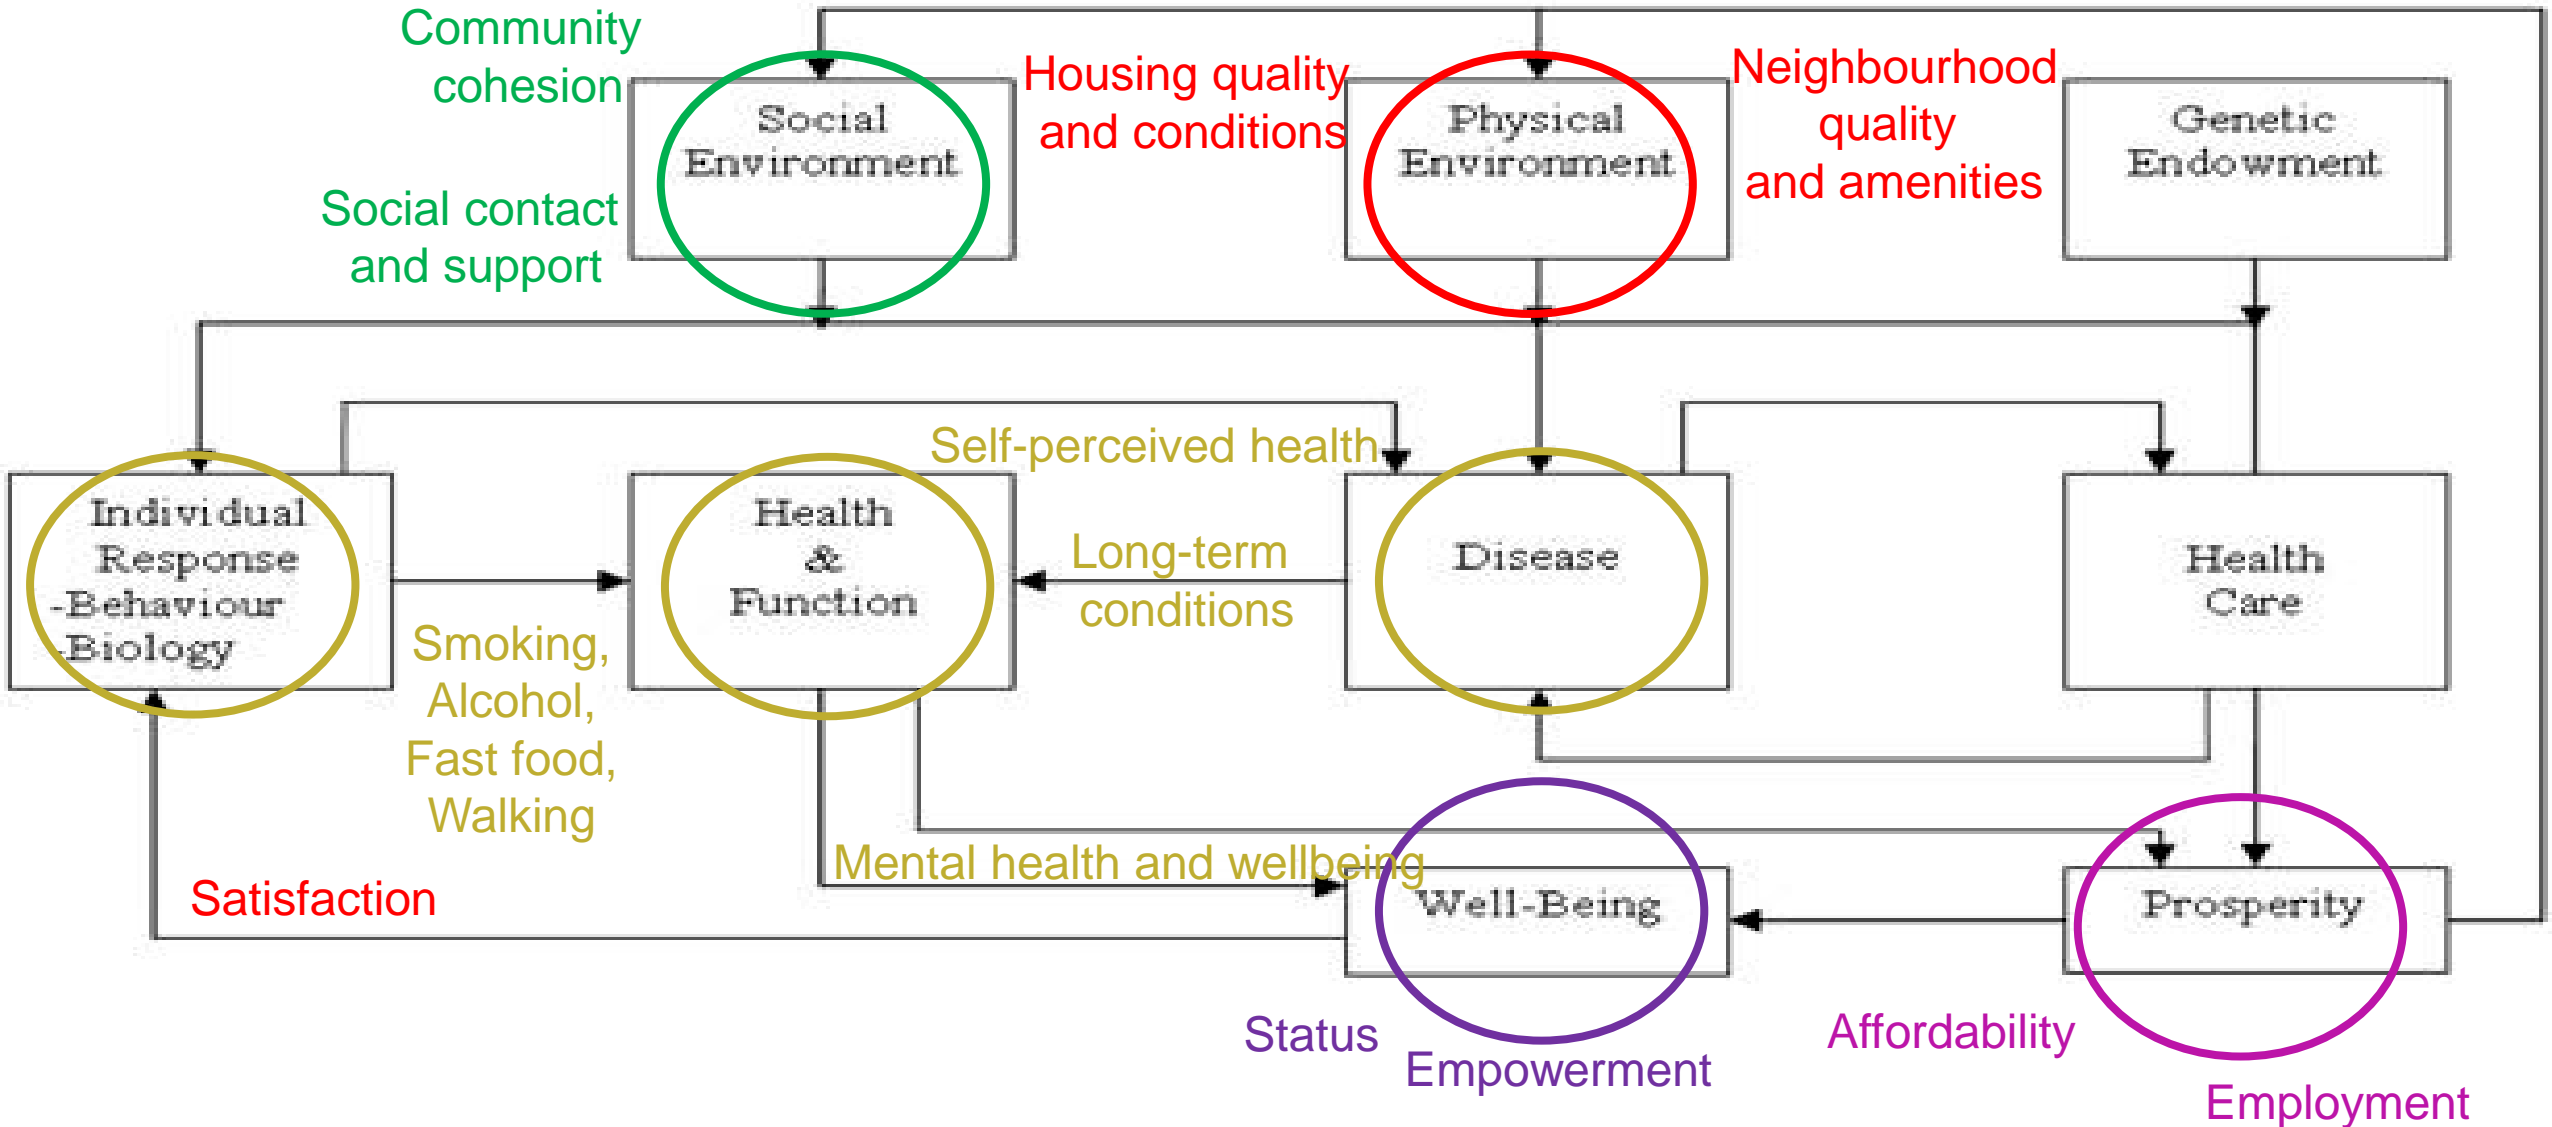 Community
cohesion
Social contact
and support
Social
Environment
Housing quality
and conditions
Physical
Environment
Neighbourhood
quality
and amenities
Genetic
Endowment
Individual
Response
-Behaviour
-Biology
Smoking,
Alcohol,
Fast food,
Walking
Health
&
Function
Self-perceived health
Long-term
conditions
Disease
Health
Care
Satisfaction
Mental health and wellbeing
Well-Being
Prosperity
Status
Empowerment
Affordability
Employment